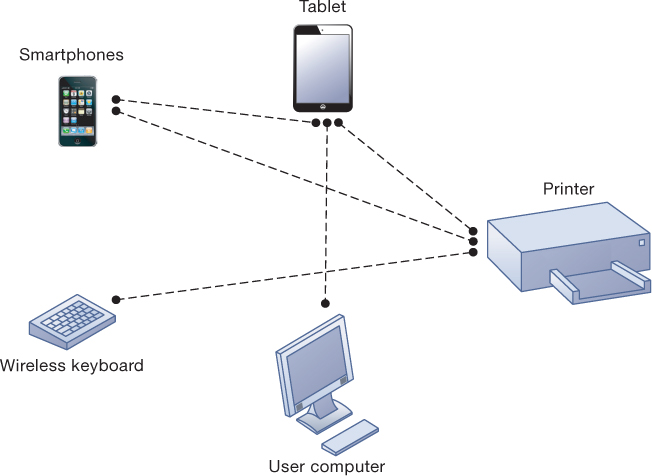 Tablet
Smartphones
Printer
Wireless keyboard
User computer